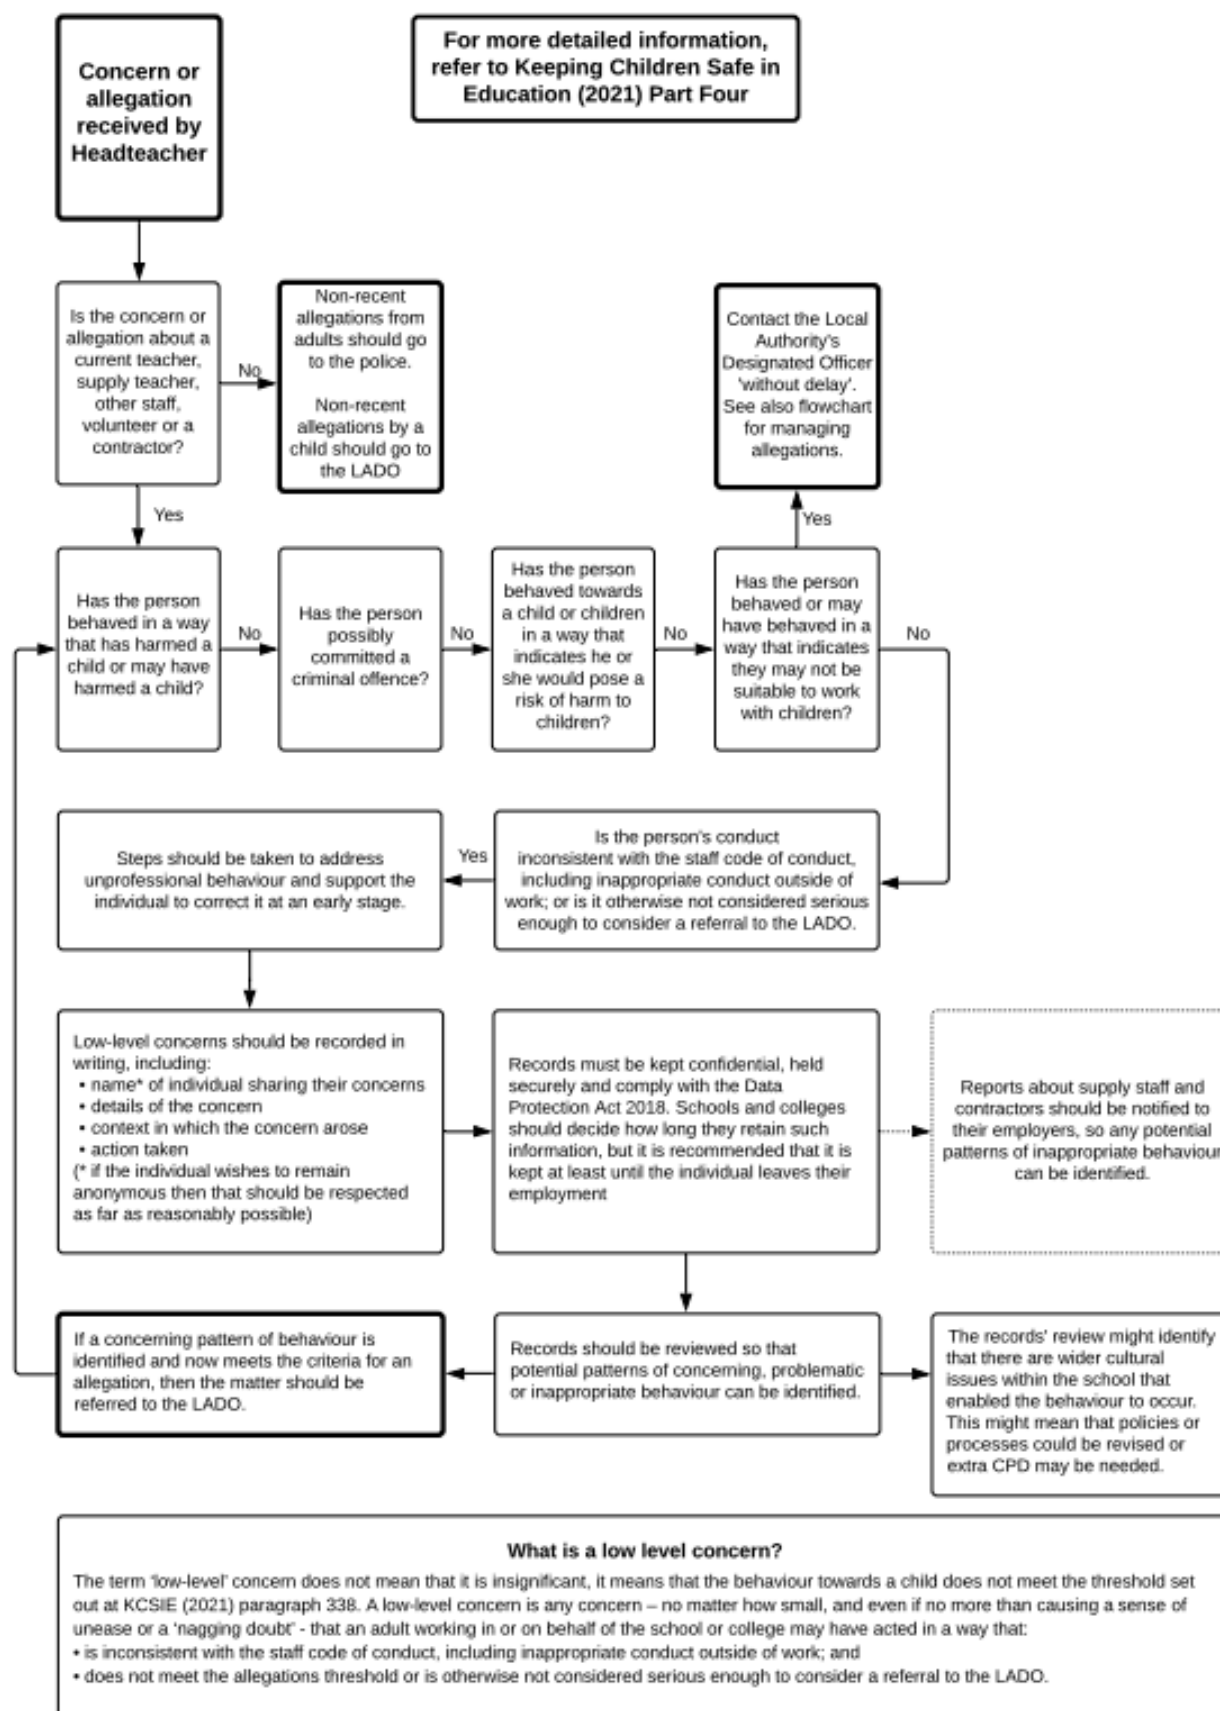 Concern or
allegation
received by
Headteacher
For more detailed information,
refer to Keeping Children Safe in
Education (2021) Part Four
Is the concern or
allegation about a
current teacher,
supply teacher,
other staff,
volunteer or a
contractor?
No
Non-recent
allegations from
adults should go
to the police.
Non-recent
allegations by a
child should go to
the LADO
Contact the Local
Authority's
Designated Officer
'without delay'.
See also flowchart
for managing
allegations.
Yes
Yes
Has the person
behaved in a way
that has harmed a
child or may have
harmed a child?
No
Has the person
possibly
committed a
criminal offence?
No
Has the person
behaved towards
a child or children
in a way that
indicates he or
she would pose a
risk of harm to
children?
No
Has the person
behaved or may
have behaved in a
way that indicates
they may not be
suitable to work
with children?
No
Steps should be taken to address
unprofessional behaviour and support the
individual to correct it at an early stage.
Yes
Is the person's conduct
inconsistent with the staff code of conduct,
including inappropriate conduct outside of
work; or is it otherwise not considered serious
enough to consider a referral to the LADO.
Low-level concerns should be recorded in
writing, including:
• name* of individual sharing their concerns
• details of the concern
• context in which the concern arose
• action taken
(* if the individual wishes to remain
anonymous then that should be respected
as far as reasonably possible)
Records must be kept confidential, held
securely and comply with the Data
Protection Act 2018. Schools and colleges
should decide how long they retain such
information, but it is recommended that it is
kept at least until the individual leaves their
employment
Reports about supply staff and
contractors should be notified to
their employers, so any potential
patterns of inappropriate behaviour
can be identified.
If a concerning pattern of behaviour is
identified and now meets the criteria for an
allegation, then the matter should be
referred to the LADO.
Records should be reviewed so that
potential patterns of concerning, problematic
or inappropriate behaviour can be identified.
The records' review might identify
that there are wider cultural
issues within the school that
enabled the behaviour to occur.
This might mean that policies or
processes could be revised or
extra CPD may be needed.
What is a low level concern?
The term 'low-level' concern does not mean that it is insignificant, it means that the behaviour towards a child does not meet the threshold set
out at KCSIE (2021) paragraph 338. A low-level concern is any concern – no matter how small, and even if no more than causing a sense of
unease or a 'nagging doubt' - that an adult working in or on behalf of the school or college may have acted in a way that:
• is inconsistent with the staff code of conduct, including inappropriate conduct outside of work; and
• does not meet the allegations threshold or is otherwise not considered serious enough to consider a referral to the LADO.